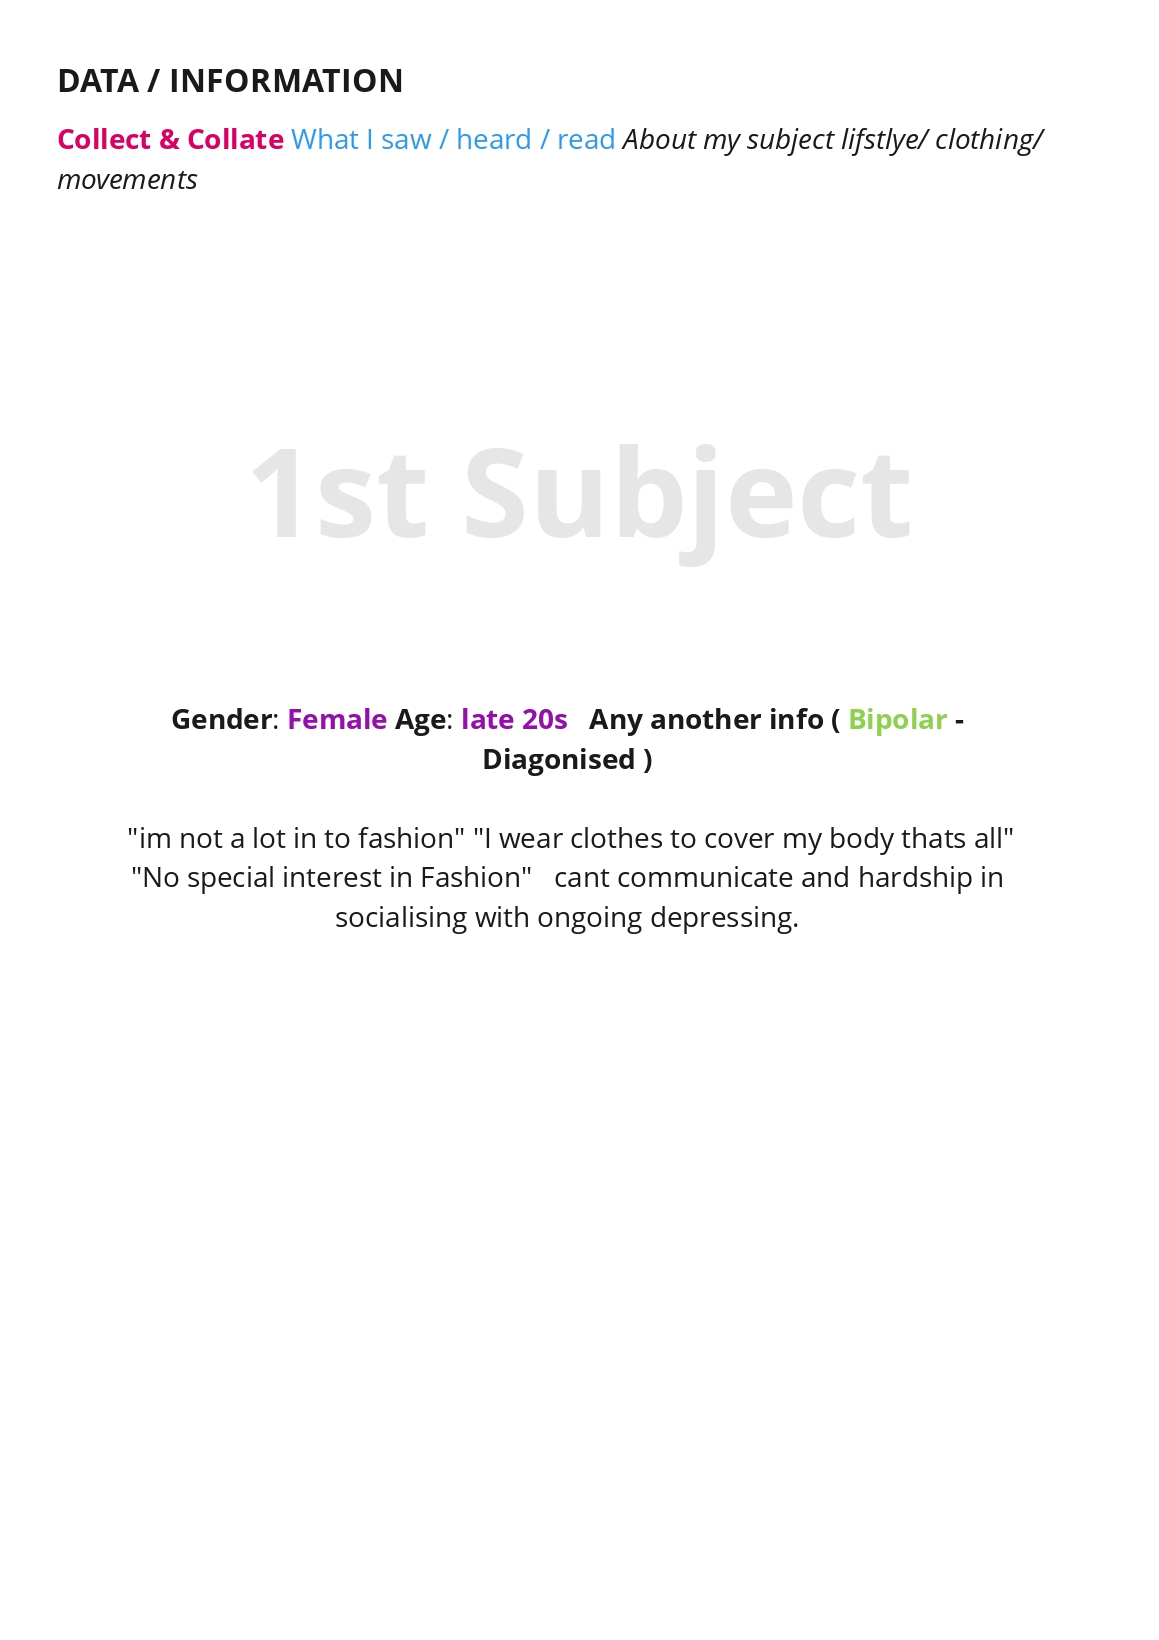 DATA / INFORMATION
Collect & Collate What I saw / heard / read About my subject lifstlye/ clothing/
movements
1st Subject
Gender: Female Age: late 20s   Any another info ( Bipolar -
Diagonised )
"im not a lot in to fashion" "I wear clothes to cover my body thats all"
"No special interest in Fashion"   cant communicate and hardship in
socialising with ongoing depressing.